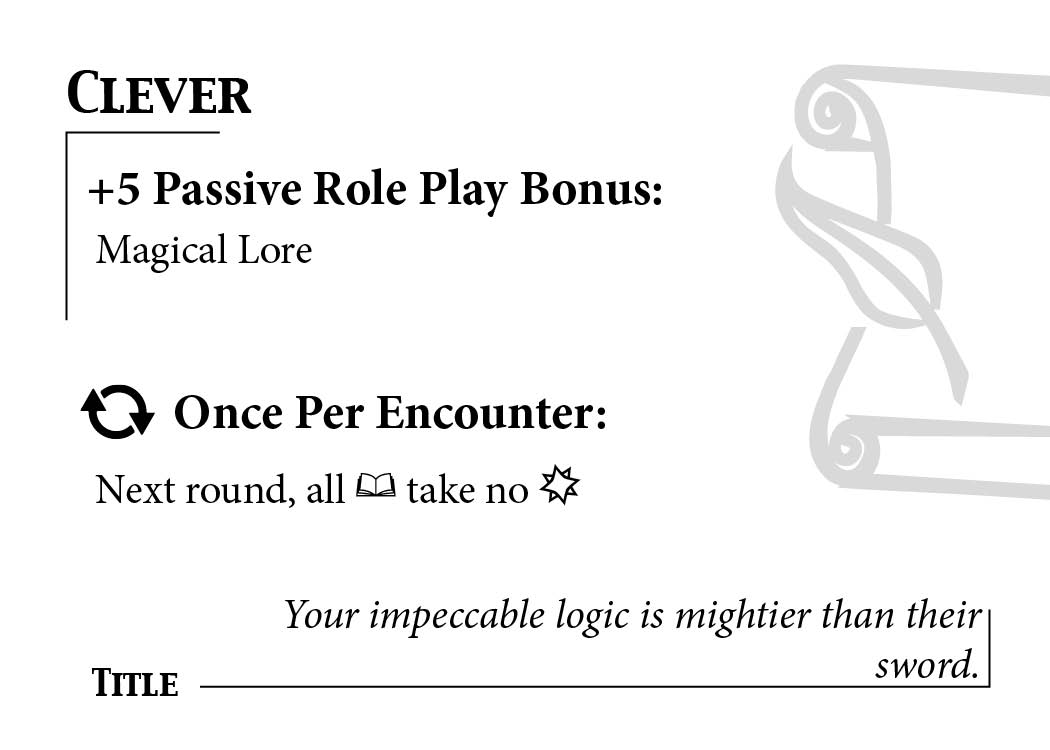 Clever
+5 Passive Role Play Bonus:
Magical Lore
Once Per Encounter:
Next round, all take no
Your impeccable logic is mightier than their
sword.
Title